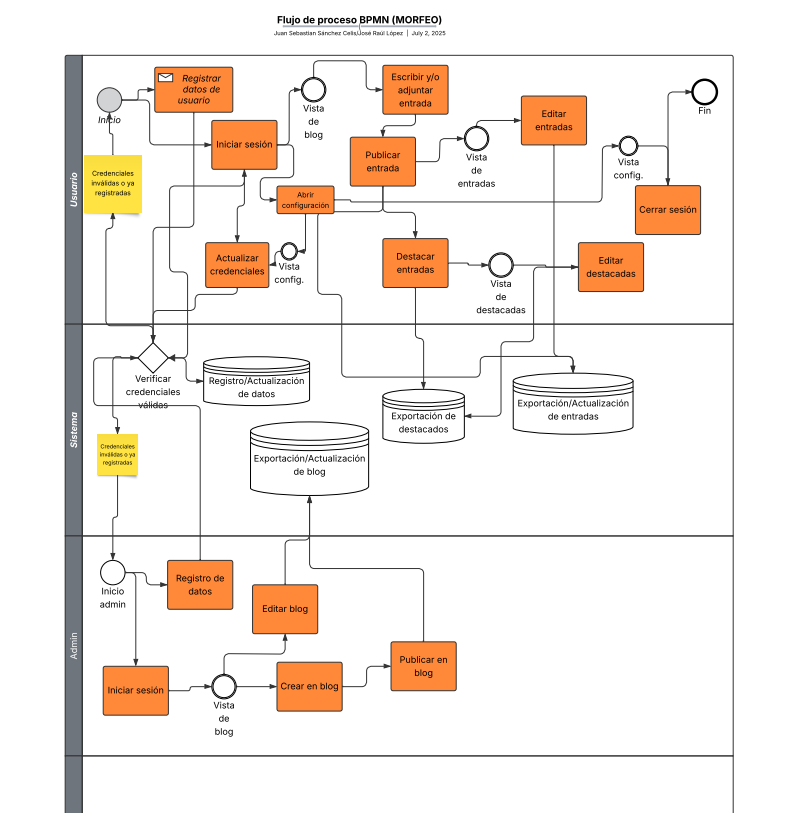 Flujo de proceso BPMN (MORFEO)
Juan Sebastian Sánchez Celis/José Raúl López | July 2, 2025
Usuario
Inicio
Registrar
datos de
usuario
Vista
de
blog
Escribir y/o
adjuntar
entrada
Editar
entradas
Fin
Iniciar sesión
Publicar
entrada
Vista
de
entradas
Vista
config.
Credenciales
inválidas o ya
registradas
Abrir
configuración
Cerrar sesión
Actualizar
credenciales
Vista
config.
Destacar
entradas
Vista
de
destacadas
Editar
destacadas
Sistema
Verificar
credenciales
válidas
Registro/Actualización
de datos
Exportación de
destacados
Exportación/Actualización
de entradas
Credenciales
inválidas o ya
registradas
Exportación/Actualización
de blog
Admin
Inicio
admin
Registro de
datos
Editar blog
Iniciar sesión
Vista
de
blog
Crear en blog
Publicar en
blog